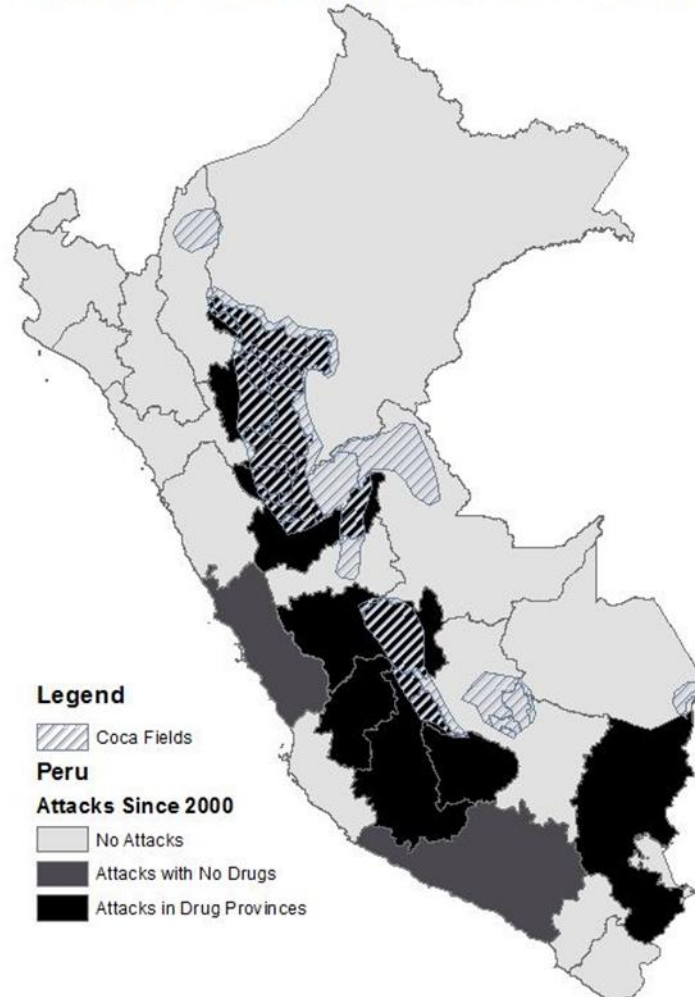 Legend
Coca Fields
Peru
Attacks Since 2000
No Attacks
Attacks with No Drugs
Attacks in Drug Provinces